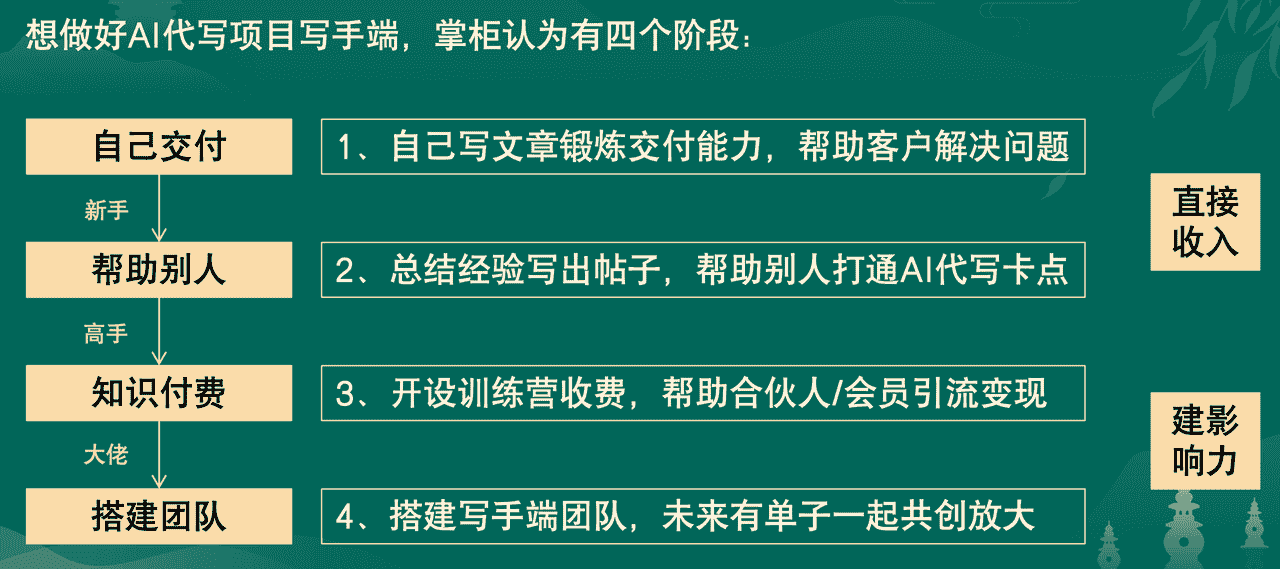 想做好AI代写项目写手端，掌柜认为有四个阶段：
自己交付
1、自己写文章锻炼交付能力，帮助客户解决问题
新手
帮助别人
2、总结经验写出帖子，帮助别人打通AI代写卡点
高手
知识付费
3、开设训练营收费，帮助合伙人/会员引流变现
大佬
搭建团队
4、搭建写手端团队，未来有单子一起共创放大
直接
收入
建影
响力